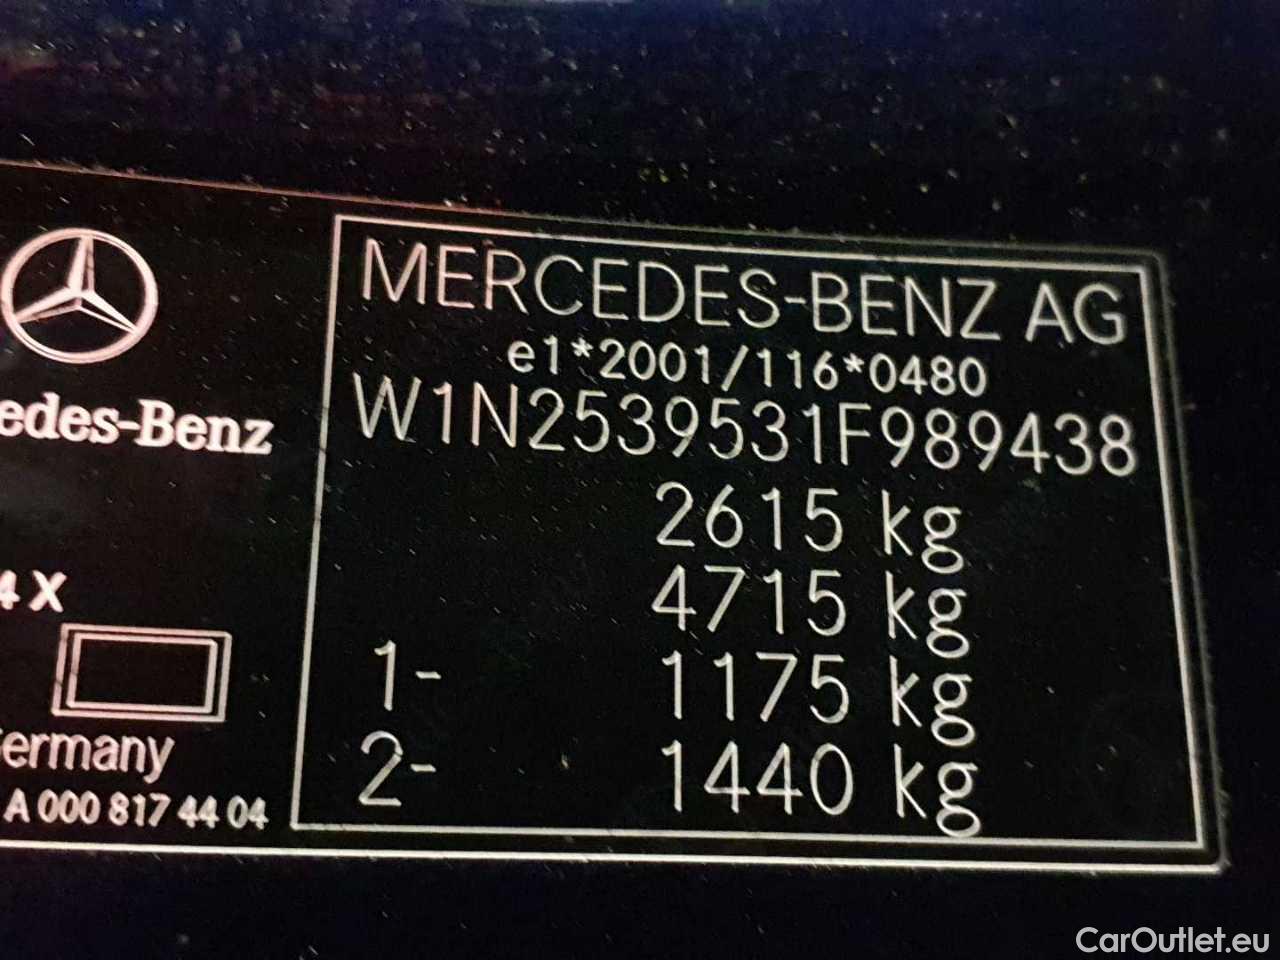 MERCEDES-BENZ AG
e1*2001/116*0480
W1N2539531F989438
2615 kg
4715 kg
1- 1175 kg
2- 1440 kg
edes-Benz
4 X
ermany
A 000 817 44 04
CarOutlet.eu